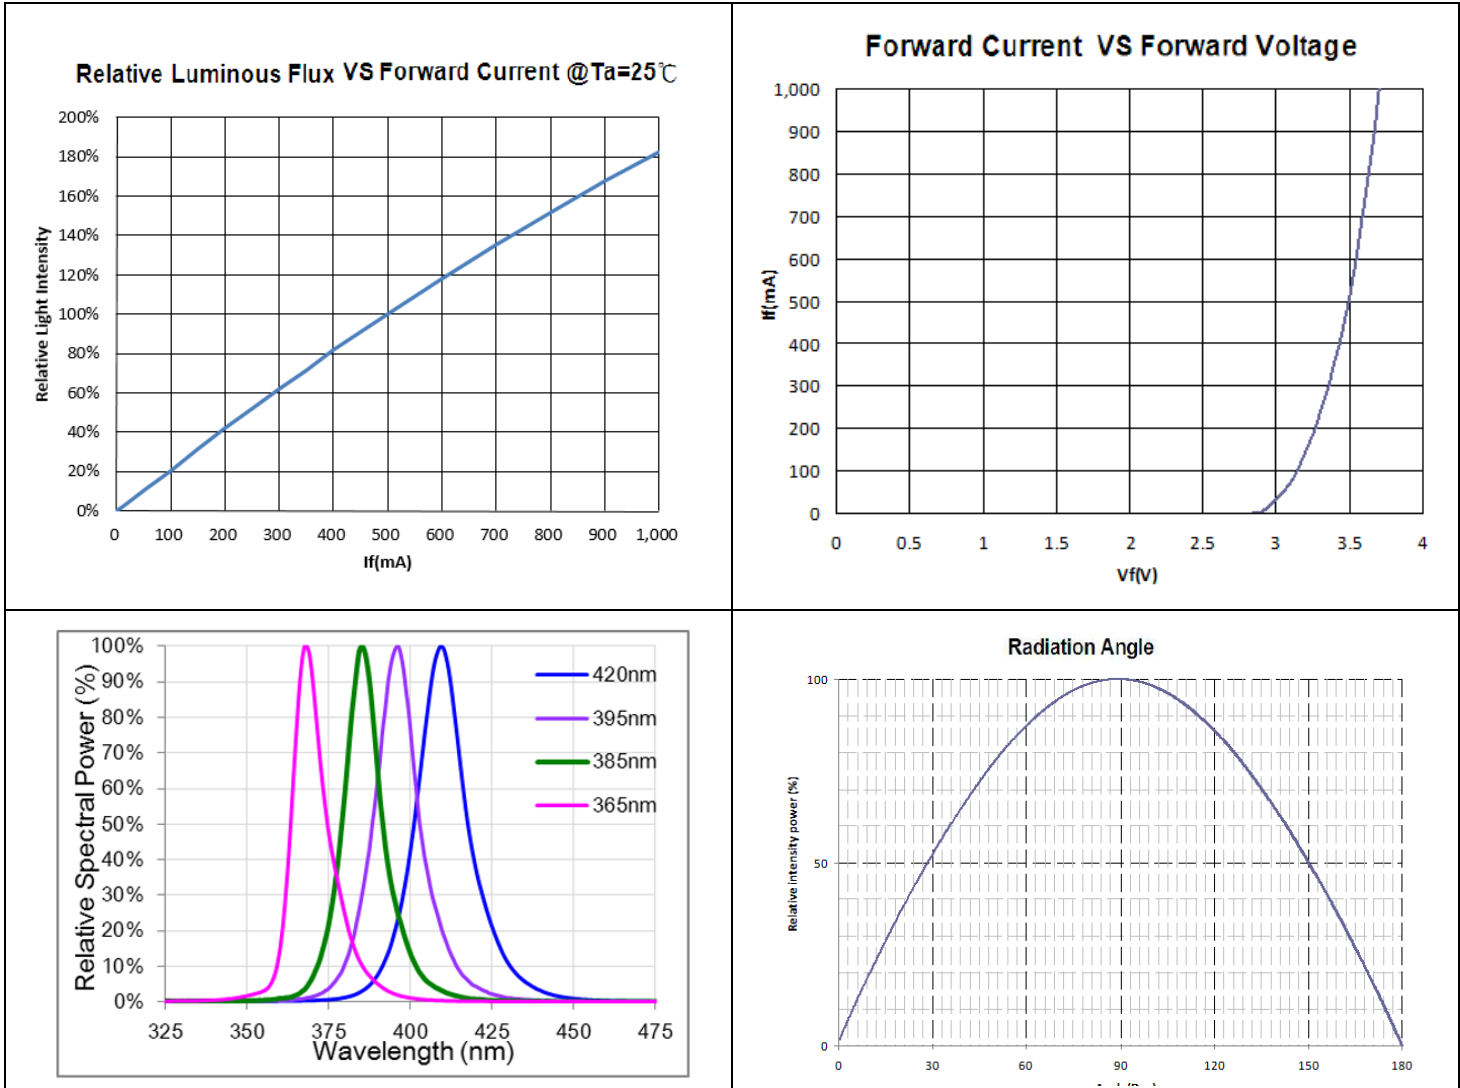 Relative Luminous Flux VS Forward Current @Ta=25℃
200%
180%
160%
140%
120%
100%
80%
60%
40%
20%
0%
Relative Light Intensity
0 100 200 300 400 500 600 700 800 900 1,000
If(mA)
Forward Current VS Forward Voltage
1,000
900
800
700
600
500
400
300
200
100
0
If(mA)
0 0.5 1 1.5 2 2.5 3 3.5 4
Vf(V)
100%
90%
80%
70%
60%
50%
40%
30%
20%
10%
0%
Relative Spectral Power (%)
420nm
395nm
385nm
365nm
325 350 375 400 425 450 475
Wavelength (nm)
Radiation Angle
100
50
0
Relative intensity power (%)
0 30 60 90 120 150 180